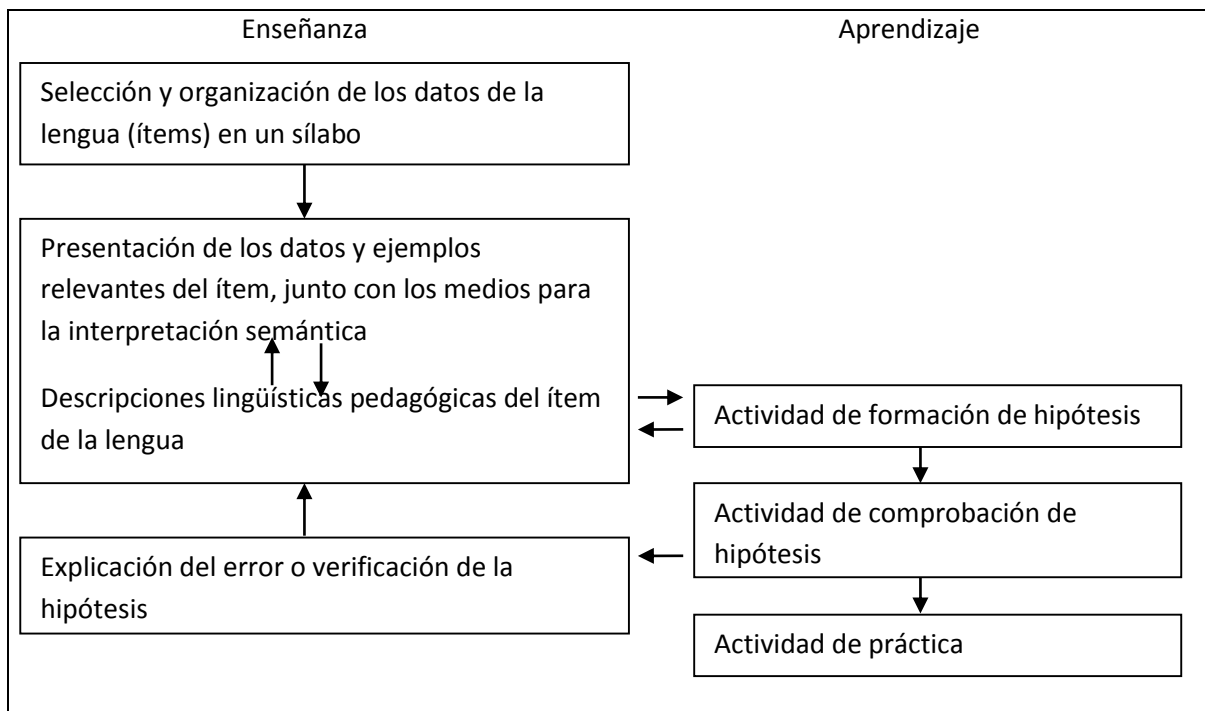 Enseñanza
Aprendizaje
Selección y organización de los datos de la
lengua (ítems) en un sílabo
Presentación de los datos y ejemplos
relevantes del ítem, junto con los medios para
la interpretación semántica
Descripciones lingüísticas pedagógicas del ítem
de la lengua
Actividad de formación de hipótesis
Actividad de comprobación de
hipótesis
Explicación del error o verificación de la
hipótesis
Actividad de práctica